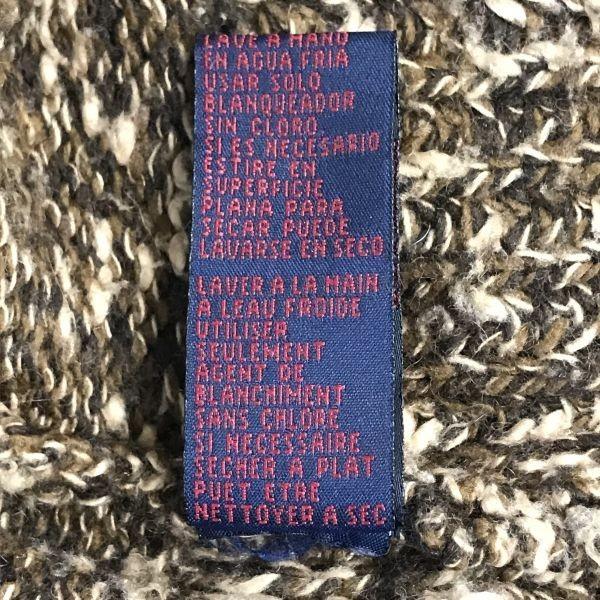 LAVE A MANO
EN AGUA FRIA
USAR SOLO
BLANQUEADOR
SIN CLORO
SI ES NECESARIO
ESTIRE EN
SUPERFICIE
PLANA PARA
SECAR PUEDE
LAVARSE EN SECO
LAVER A LA MAIN
A LEAU FROIDE
UTILISER
SEULEMENT
AGENT DE
BLANCHIMENT
SANS CHLORE
SI NECESSAIRE
SECHER A PLAT
PUET ETRE
NETTOYER A SEC